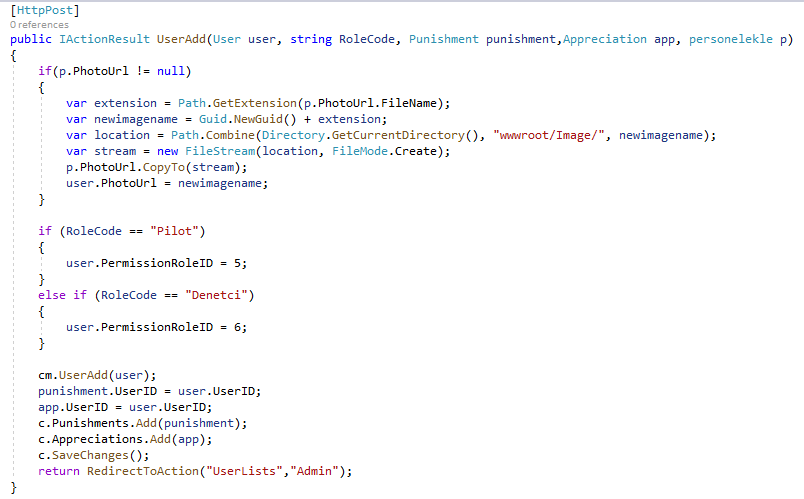 [HttpPost]
0 references
public IActionResult UserAdd(User user, string RoleCode, Punishment punishment,Appreciation app, personelekle p)
{
if(p.PhotoUrl != null)
{
var extension = Path.GetExtension(p.PhotoUrl.FileName);
var newimagename = Guid.NewGuid() + extension;
var location = Path.Combine(Directory.GetCurrentDirectory(), "wwwroot/Image/", newimagename);
var stream = new FileStream(location, FileMode.Create);
p.PhotoUrl.CopyTo(stream);
user.PhotoUrl = newimagename;
}
if (RoleCode == "Pilot")
{
user.PermissionRoleID = 5;
}
else if (RoleCode == "Denetci")
{
user.PermissionRoleID = 6;
}
cm.UserAdd(user);
punishment.UserID = user.UserID;
app.UserID = user.UserID;
c.Punishments.Add(punishment);
c.Appreciations.Add(app);
c.SaveChanges();
return RedirectToAction("UserLists","Admin");
}